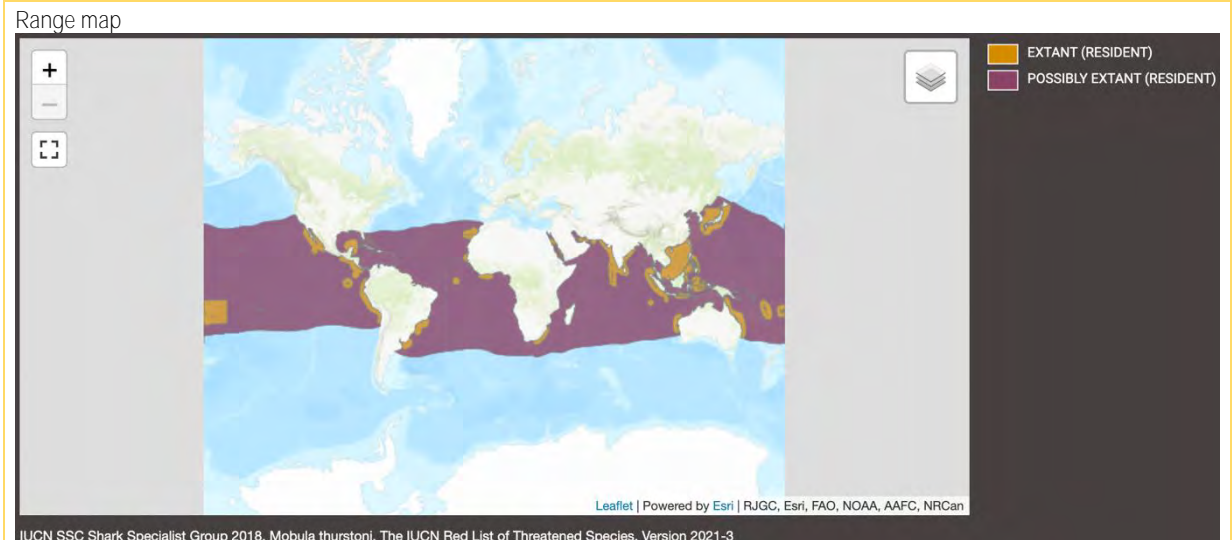 Range map
+
−
EXTANT (RESIDENT)
POSSIBLY EXTANT (RESIDENT)
Leaflet | Powered by Esri | RJGC, Esri, FAO, NOAA, AAFC, NRCan
IUCN SSC Shark Specialist Group 2018. Mobula thurstoni. The IUCN Red List of Threatened Species. Version 2021-3